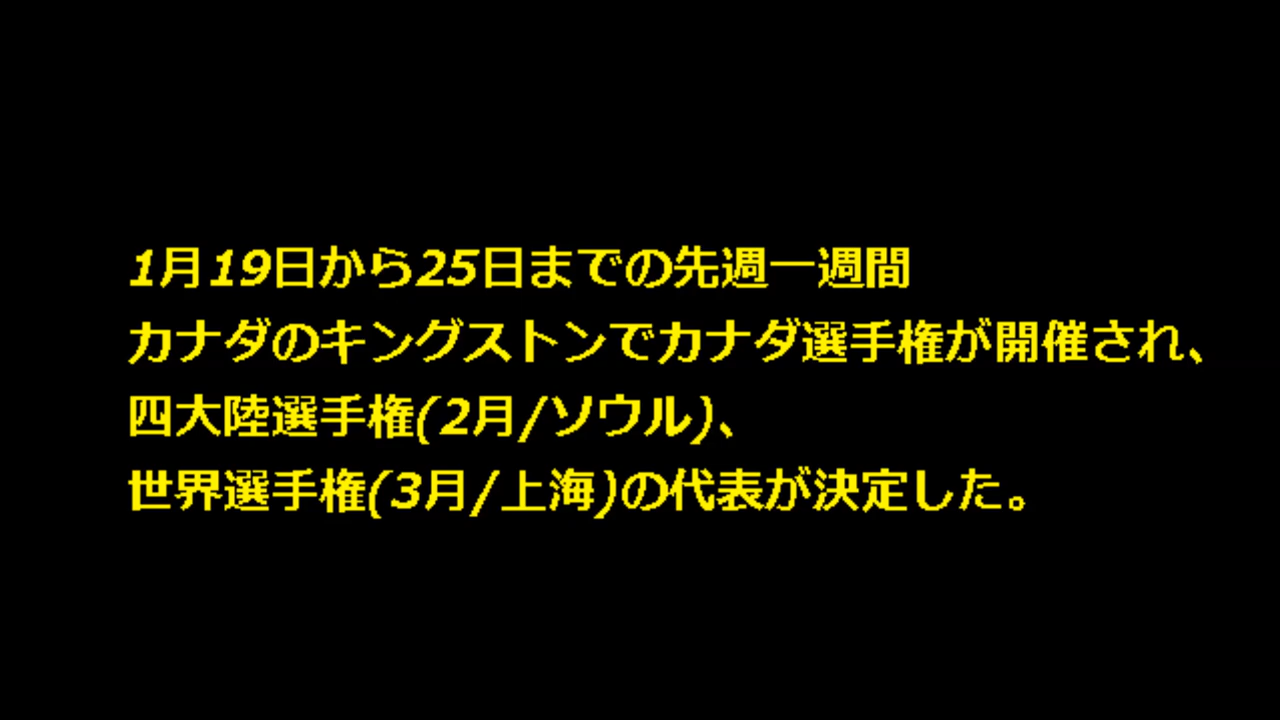 1月19日から25日までの先週一週間
カナダのキングストンでカナダ選手権が開催され、
四大陸選手権(2月/ソウル)、
世界選手権(3月/上海)の代表が決定した。